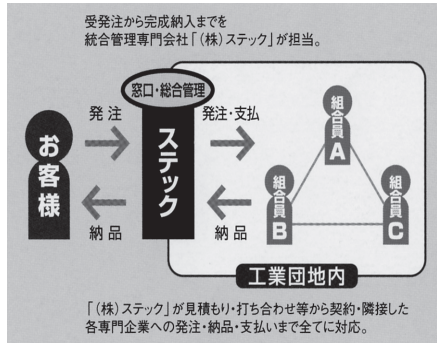 受発注から完成納入までを
統合管理専門会社「(株)ステック」が担当。
窓口・総合管理
発注
発注・支払
お客様
ステック
組合員A
組合員B
組合員C
納品
納品
工業団地内
「(株)ステック」が見積もり・打ち合わせ等から契約・隣接した
各専門企業への発注・納品・支払いまで全てに対応。